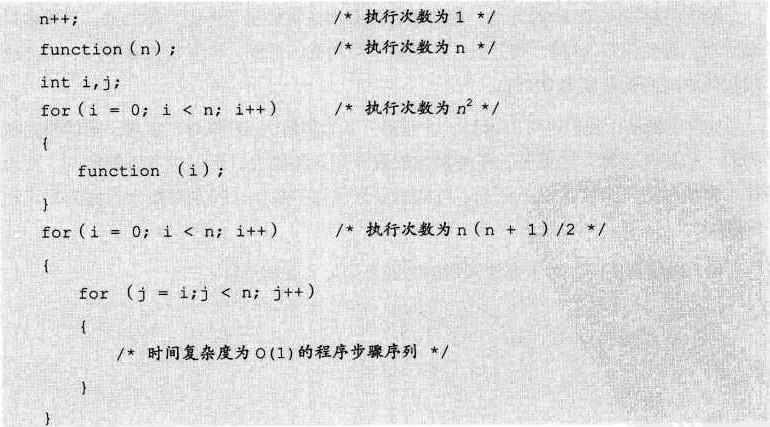 n++; /* 执行次数为 1 */
function(n); /* 执行次数为 n */
int i,j;
for(i = 0; i < n; i++) /* 执行次数为 n² */
{
function (i);
}
for(i = 0; i < n; i++) /* 执行次数为 n(n + 1)/2 */
{
for (j = i;j < n; j++)
{
/* 时间复杂度为 O(1)的程序步骤序列 */
}
}